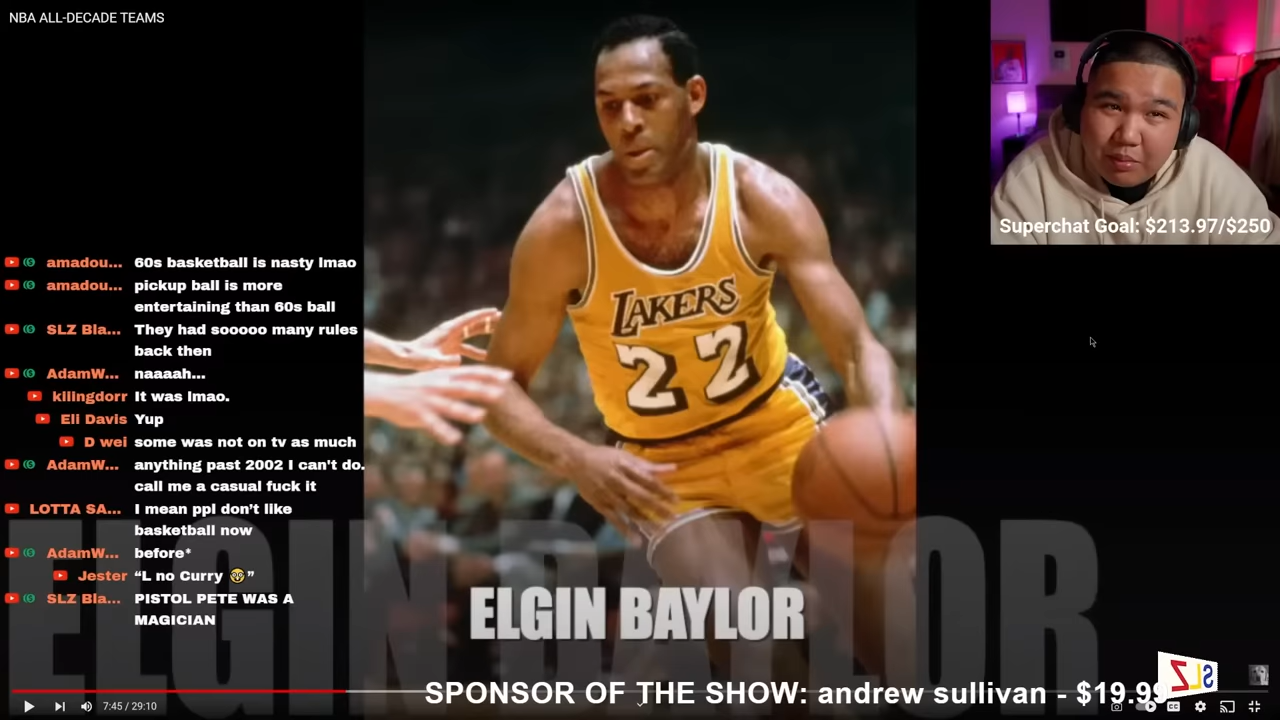 NBA ALL-DECADE TEAMS
Superchat Goal: $213.97/$250
amadou... 60s basketball is nasty lmao
amadou... pickup ball is more
entertaining than 60s ball
SLZ Bla... They had sooooo many rules
back then
AdamW... naaaah...
kllingdorr It was lmao.
Eli Davis Yup
D wei some was not on tv as much
AdamW... anything past 2002 I can't do.
call me a casual fuck it
LOTTA SA... I mean ppl don’t like
basketball now
AdamW... before*
Jester “L no Curry 🤓”
SLZ Bla... PISTOL PETE WAS A
MAGICIAN
LAKERS
22
ELGIN BAYLOR
ELGIN BAYLOR
SPONSOR OF THE SHOW: andrew sullivan - $19.99
SLZ
7:45 / 29:10